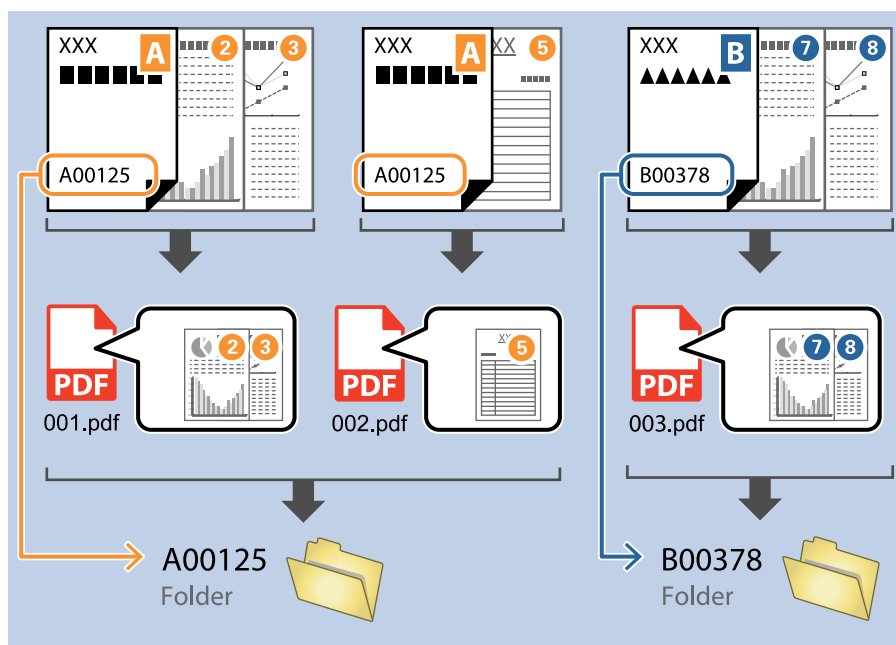 XXX A 2 3
A00125
XXX A XX 5
A00125
XXX B 7 8
B00378
PDF 2 3
001.pdf
PDF XX 5
002.pdf
PDF 7 8
003.pdf
A00125
Folder
B00378
Folder